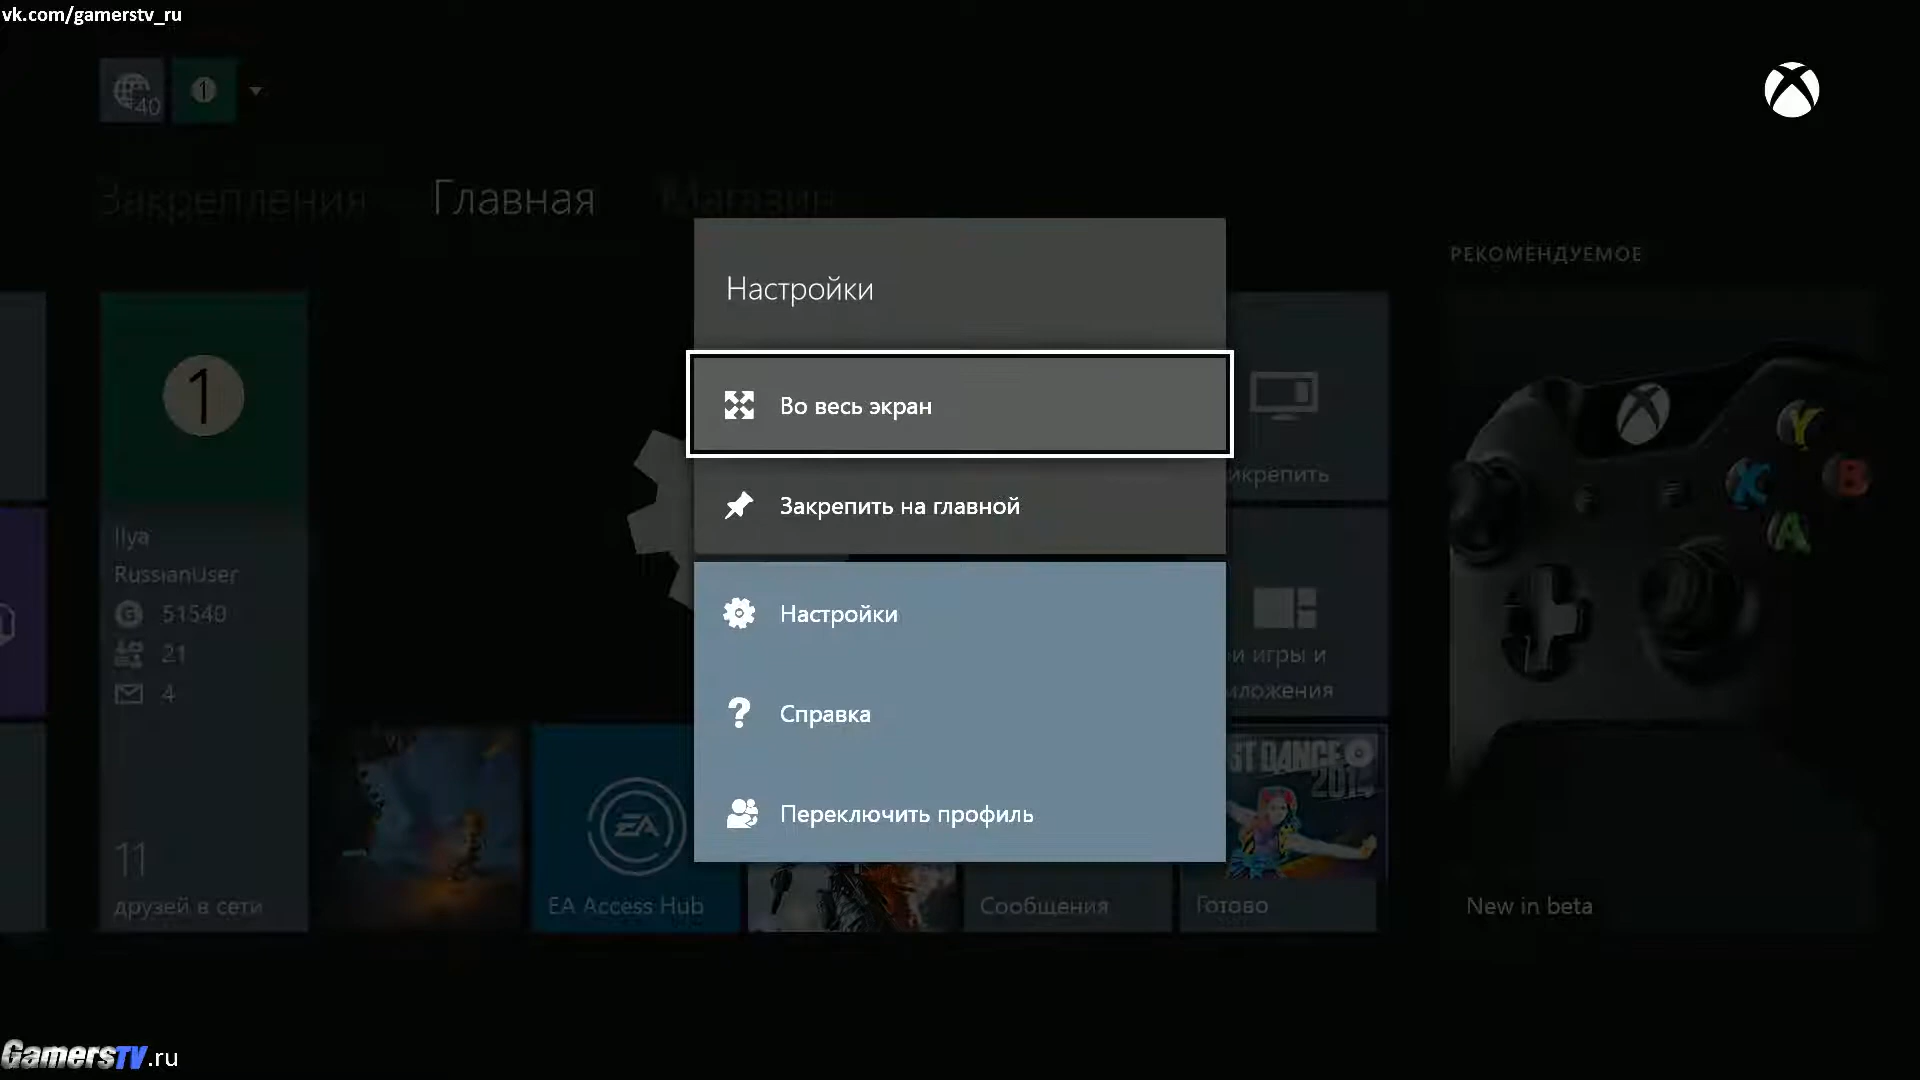 vk.com/gamerstv_ru
40
1
Закрепления
Главная
Магазин
РЕКОМЕНДУЕМОЕ
Настройки
Во весь экран
Закрепить на главной
Настройки
Справка
Переключить профиль
1
Ilya
RussianUser
G 51540
21
4
11
друзей в сети
EA
EA Access Hub
Сообщения
2014
Готово
Y
X
B
A
New in beta
GamersTV.ru